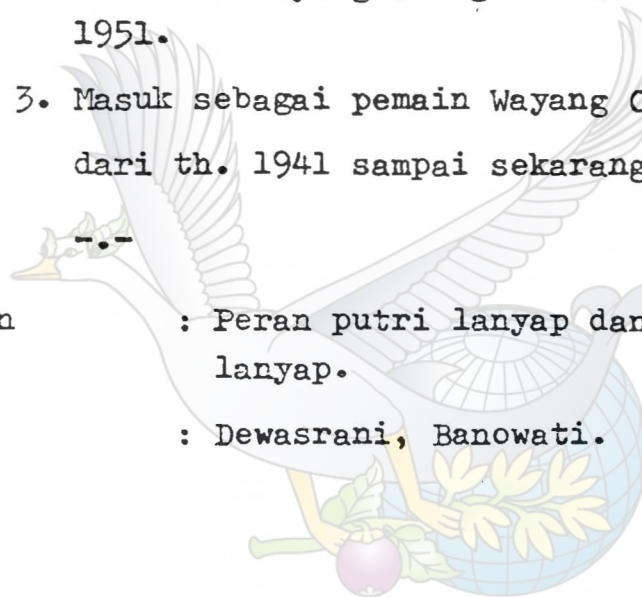 1951.
3. Masuk sebagai pemain Wayang
dari th. 1941 sampai sekarang
-.-
: Peran putri lanyap dan
lanyap.
: Dewasrani, Banowati.